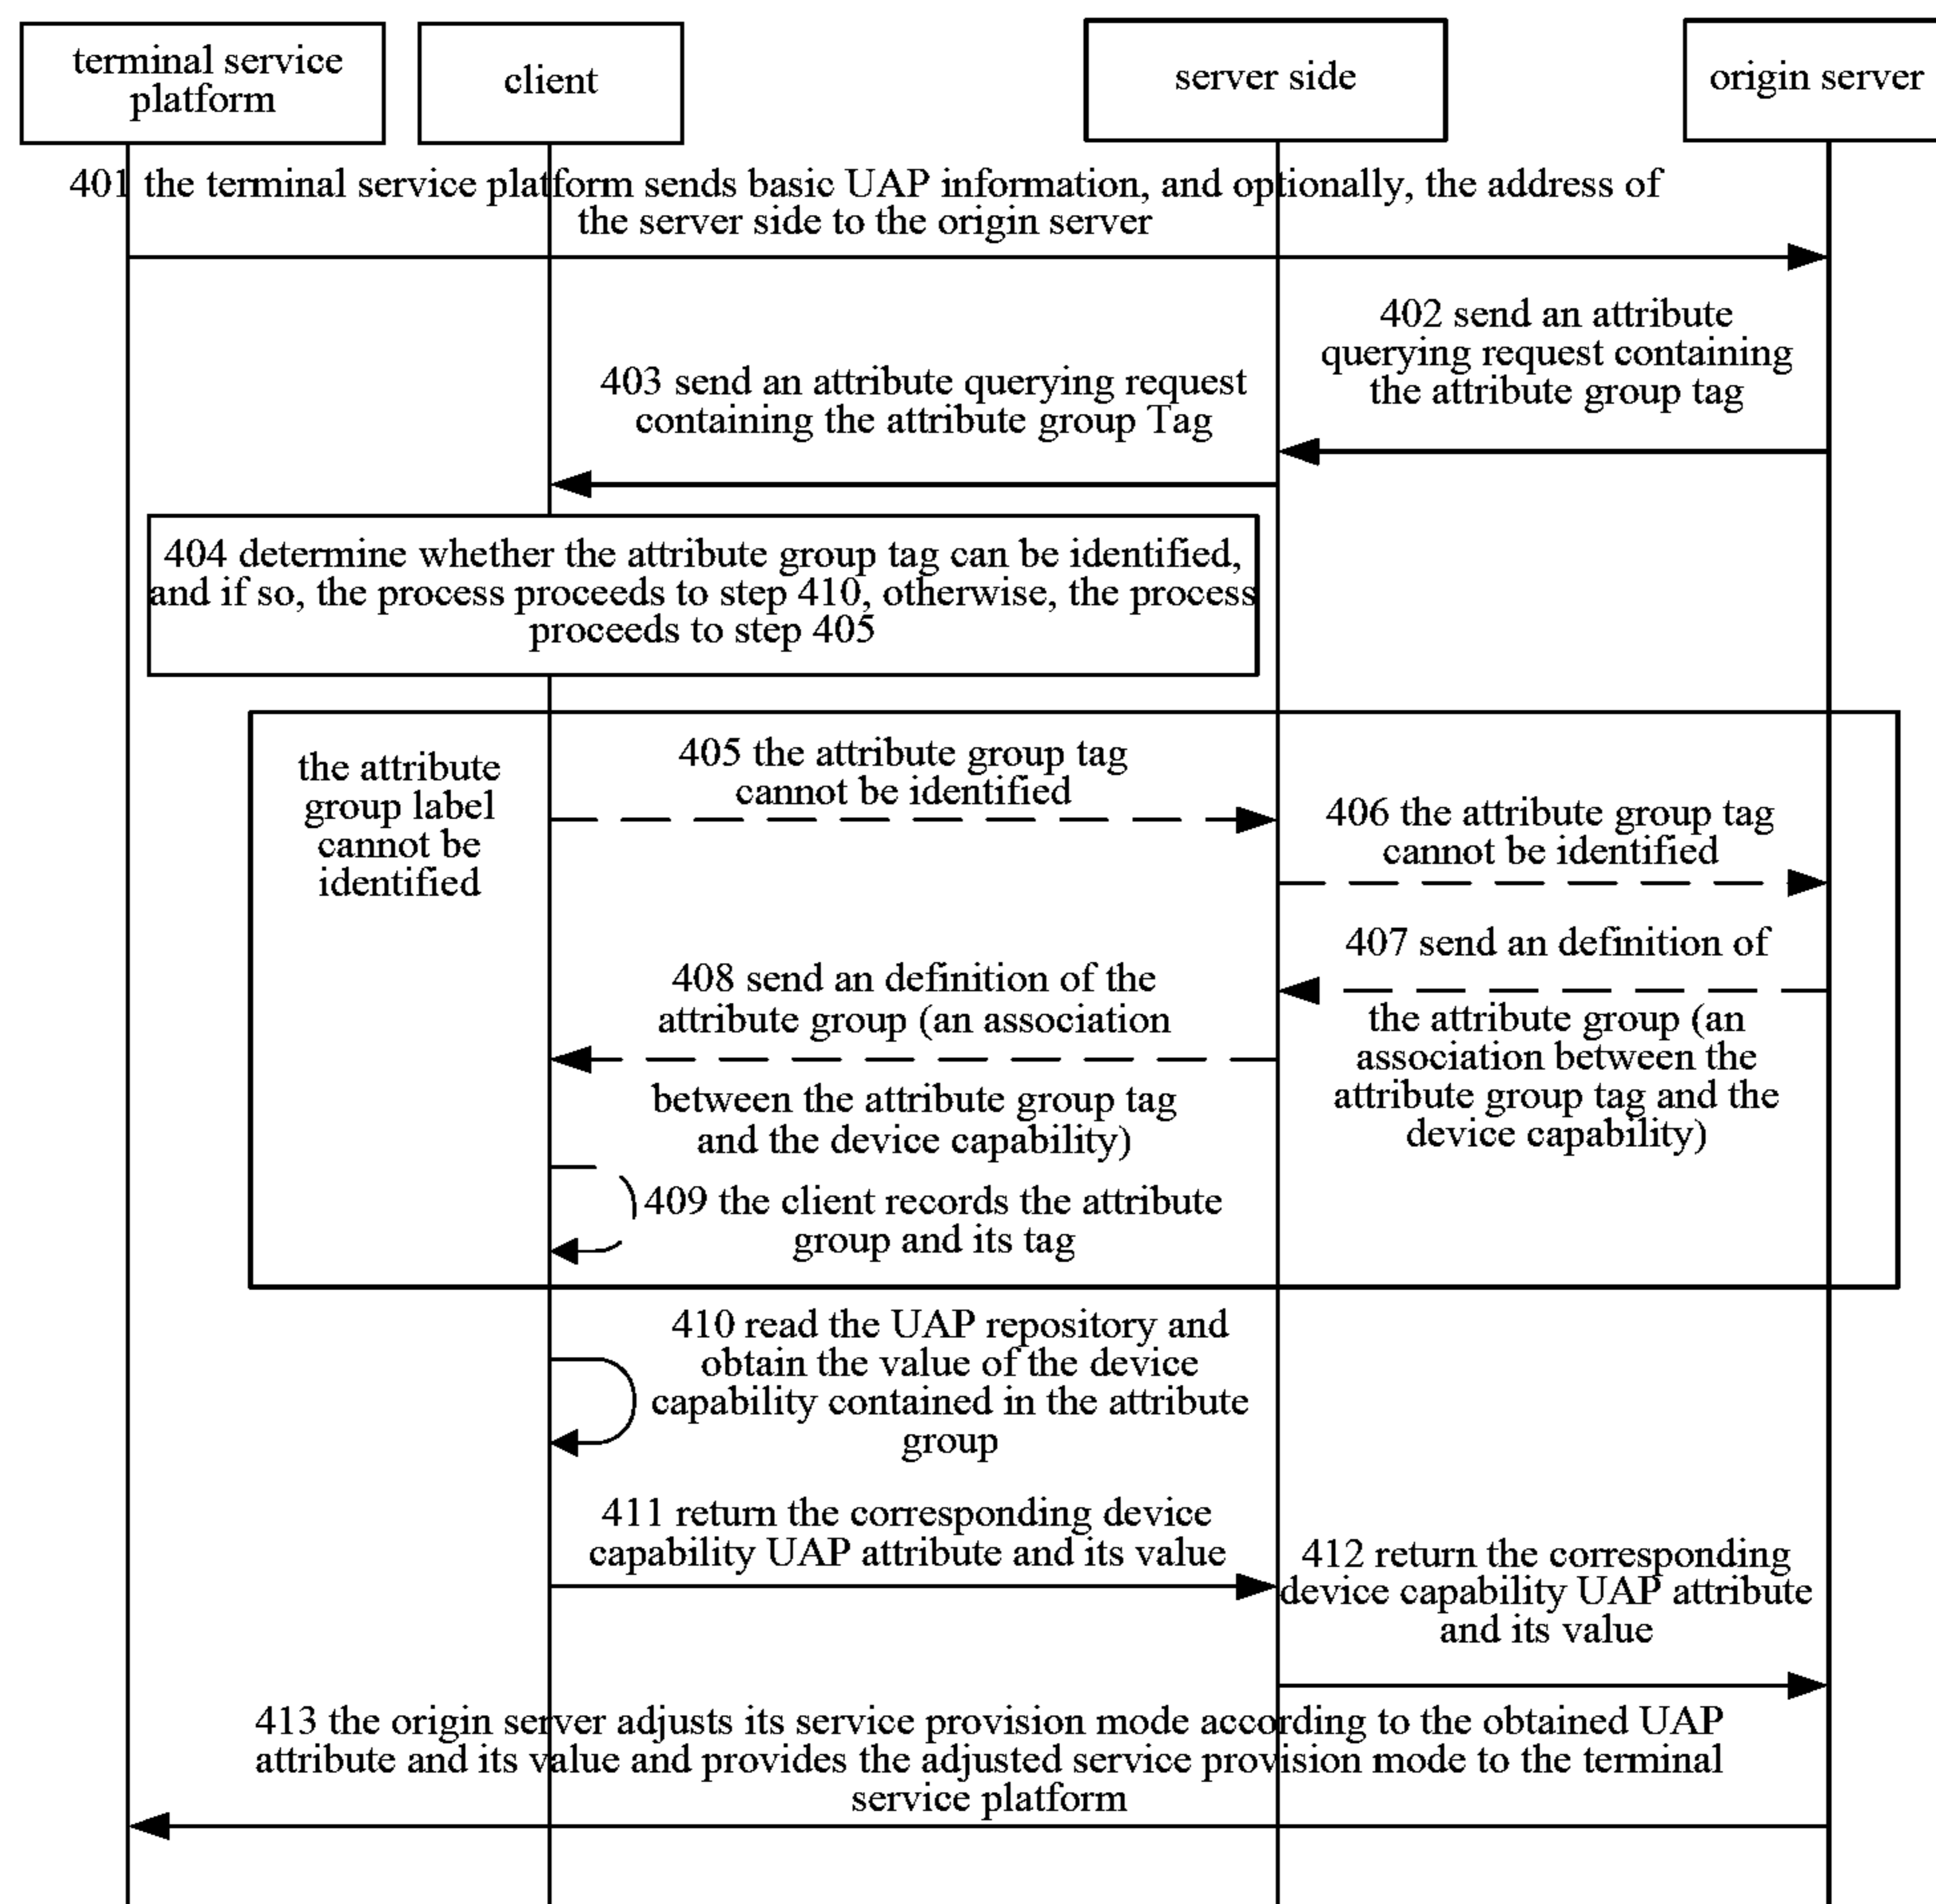 terminal service
platform
client
server side
origin server
401 the terminal service platform sends basic UAP information, and optionally, the address of
the server side to the origin server
402 send an attribute
querying request containing
the attribute group tag
403 send an attribute querying request
containing the attribute group Tag
404 determine whether the attribute group tag can be identified,
and if so, the process proceeds to step 410, otherwise, the process
proceeds to step 405
the attribute
group label
cannot be
identified
405 the attribute group tag
cannot be identified
406 the attribute group tag
cannot be identified
407 send an definition of
the attribute group (an
association between the
attribute group tag and the
device capability)
408 send an definition of the
attribute group (an association
between the attribute group tag
and the device capability)
409 the client records the attribute
group and its tag
410 read the UAP repository and
obtain the value of the device
capability contained in the attribute
group
411 return the corresponding device
capability UAP attribute and its value
412 return the corresponding
device capability UAP attribute
and its value
413 the origin server adjusts its service provision mode according to the obtained UAP
attribute and its value and provides the adjusted service provision mode to the terminal
service platform